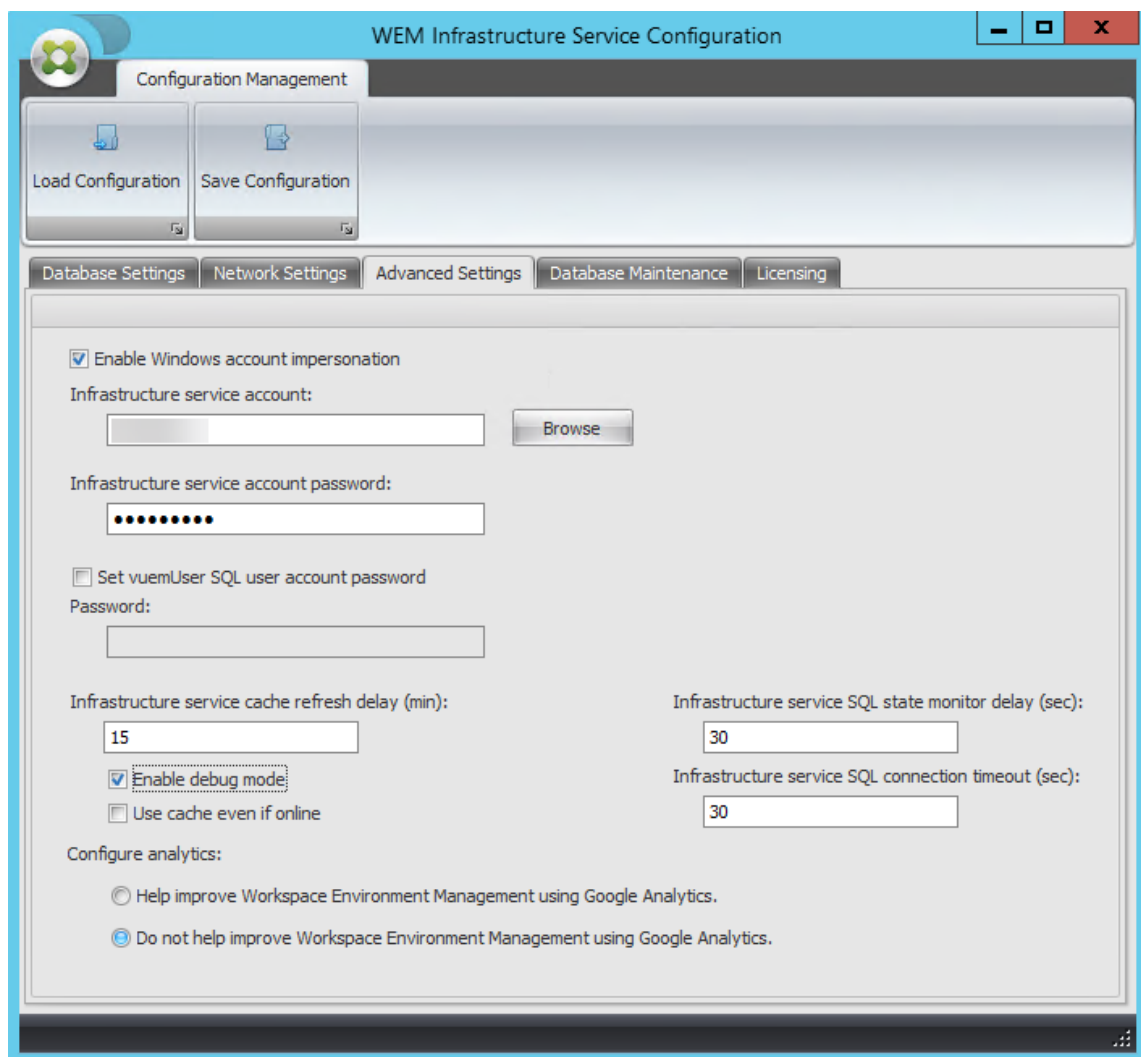 WEM Infrastructure Service Configuration
Configuration Management
Load Configuration Save Configuration
Database Settings Network Settings Advanced Settings Database Maintenance Licensing
Enable Windows account impersonation
Infrastructure service account:
Browse
Infrastructure service account password:
●●●●●●●●●
Set vuemUser SQL user account password
Password:
Infrastructure service cache refresh delay (min): Infrastructure service SQL state monitor delay (sec):
15 30
Enable debug mode Infrastructure service SQL connection timeout (sec):
Use cache even if online 30
Configure analytics:
Help improve Workspace Environment Management using Google Analytics.
Do not help improve Workspace Environment Management using Google Analytics.